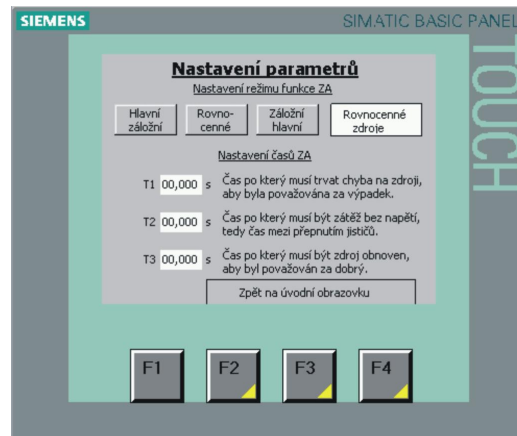 SIEMENS
SIMATIC BASIC PANEL
TOUCH
Nastavení parametrů
Nastavení režimu funkce ZA
Hlavní
záložní
Rovno-
cenné
Záložní
hlavní
Rovnocenné
zdroje
Nastavení časů ZA
T1 00,000 s Čas po který musí trvat chyba na zdroji,
aby byla považována za výpadek.
T2 00,000 s Čas po který musí být zátěž bez napětí,
tedy čas mezi přepnutím jističů.
T3 00,000 s Čas po který musí být zdroj obnoven,
aby byl považován za dobrý.
Zpět na úvodní obrazovku
F1 F2 F3 F4